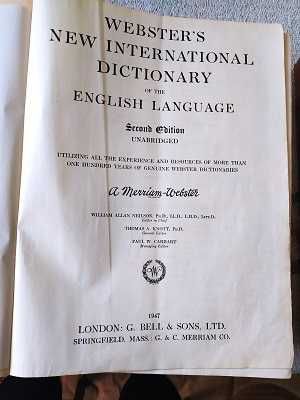 WEBSTER'S
NEW INTERNATIONAL
DICTIONARY
OF THE
ENGLISH LANGUAGE
Second Edition
UNABRIDGED
UTILIZING ALL THE EXPERIENCE AND RESOURCES OF MORE THAN
ONE HUNDRED YEARS OF GENUINE WEBSTER DICTIONARIES
A Merriam-Webster
WILLIAM ALLAN NEILSON, Ph.D., LL.D., L.H.D., Litt.D.
Editor in Chief
THOMAS A. KNOTT, Ph.D.
General Editor
PAUL W. CARHART
Managing Editor
W
1947
LONDON: G. BELL & SONS, LTD.
SPRINGFIELD, MASS.: G. & C. MERRIAM CO.